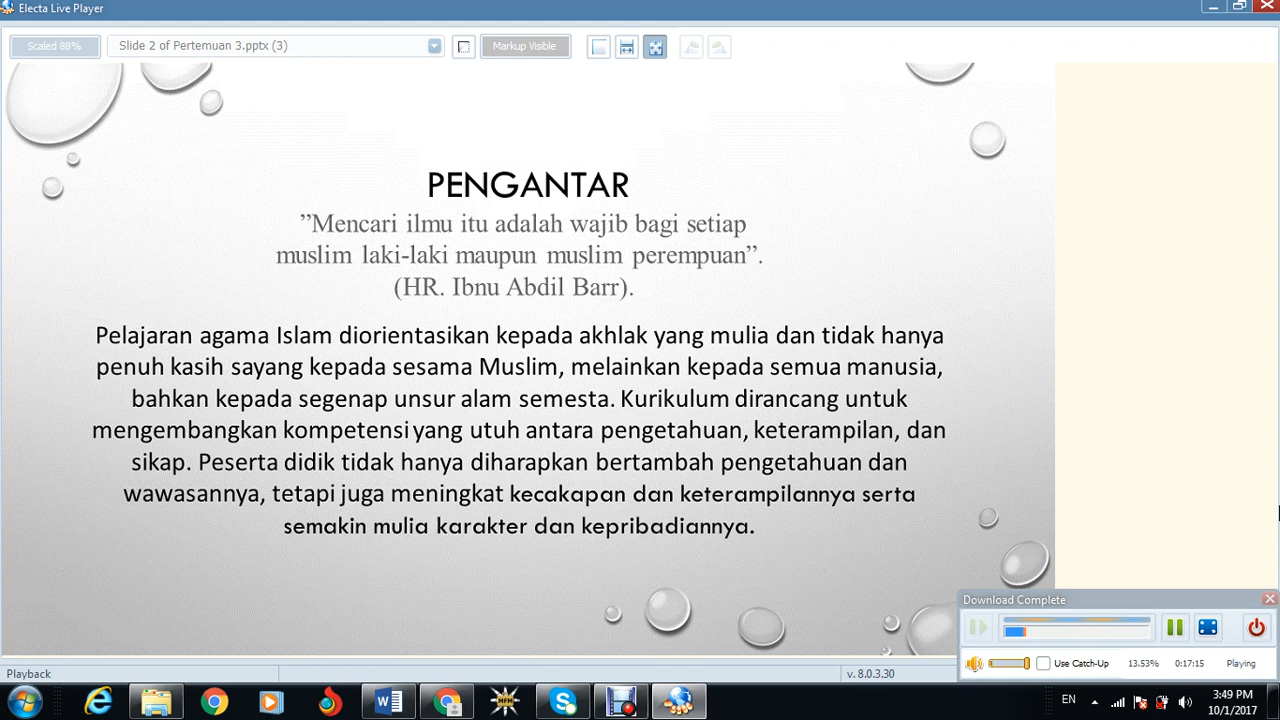 Electa Live Player
Scaled 88%
Slide 2 of Pertemuan 3.pptx (3)
Markup Visible
PENGANTAR
”Mencari ilmu itu adalah wajib bagi setiap
muslim laki-laki maupun muslim perempuan”.
(HR. Ibnu Abdil Barr).
Pelajaran agama Islam diorientasikan kepada akhlak yang mulia dan tidak hanya
penuh kasih sayang kepada sesama Muslim, melainkan kepada semua manusia,
bahkan kepada segenap unsur alam semesta. Kurikulum dirancang untuk
mengembangkan kompetensi yang utuh antara pengetahuan, keterampilan, dan
sikap. Peserta didik tidak hanya diharapkan bertambah pengetahuan dan
wawasannya, tetapi juga meningkat kecakapan dan keterampilannya serta
semakin mulia karakter dan kepribadiannya.
Download Complete
Use Catch-Up 13.53% 0:17:15 Playing
Playback
v. 8.0.3.30
EN
3:49 PM
10/1/2017